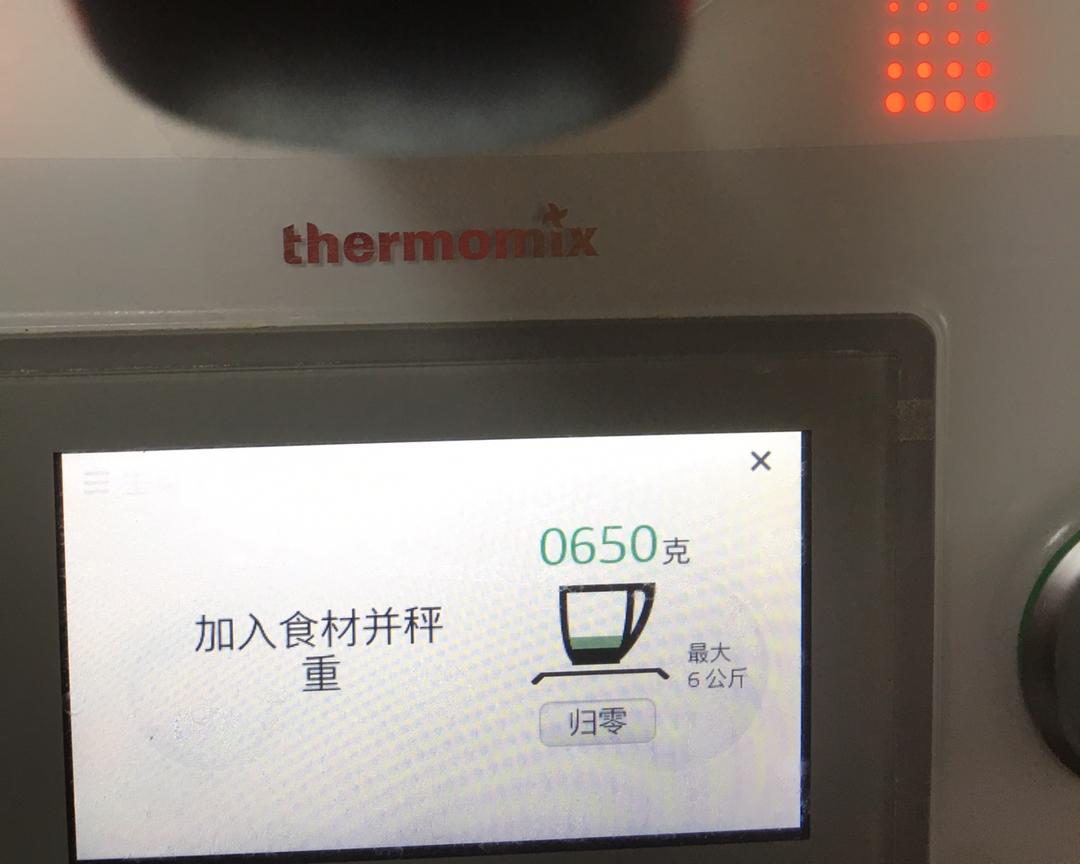 thermomix
0650克
加入食材并秤
重
最大
6公斤
归零